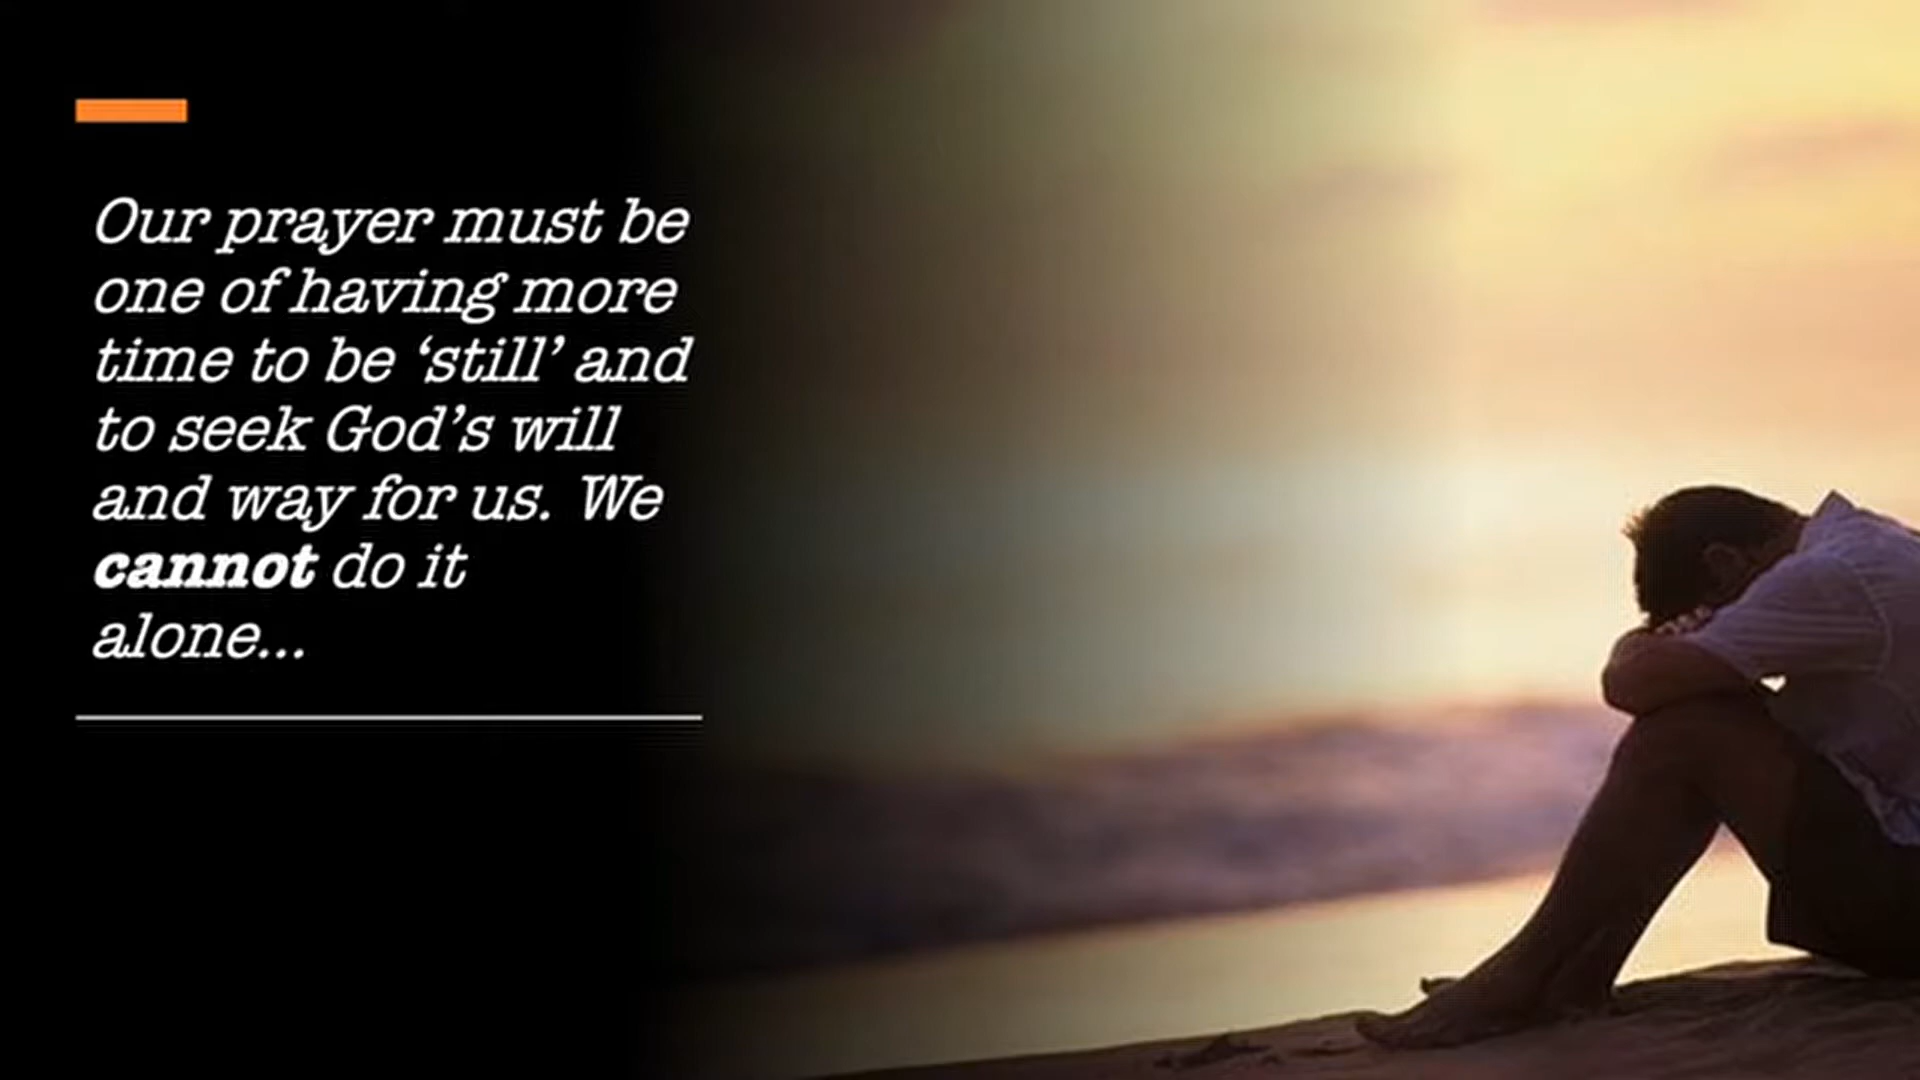 Our prayer must be
one of having more
time to be ‘still’ and
to seek God’s will
and way for us. We
cannot do it
alone...